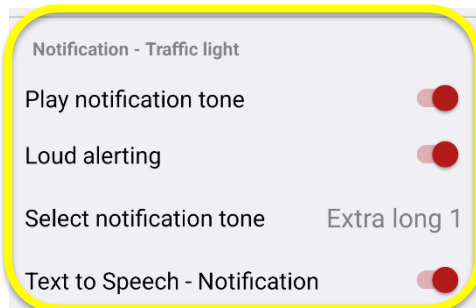 Notification - Traffic light
Play notification tone
Loud alerting
Select notification tone Extra long 1
Text to Speech - Notification